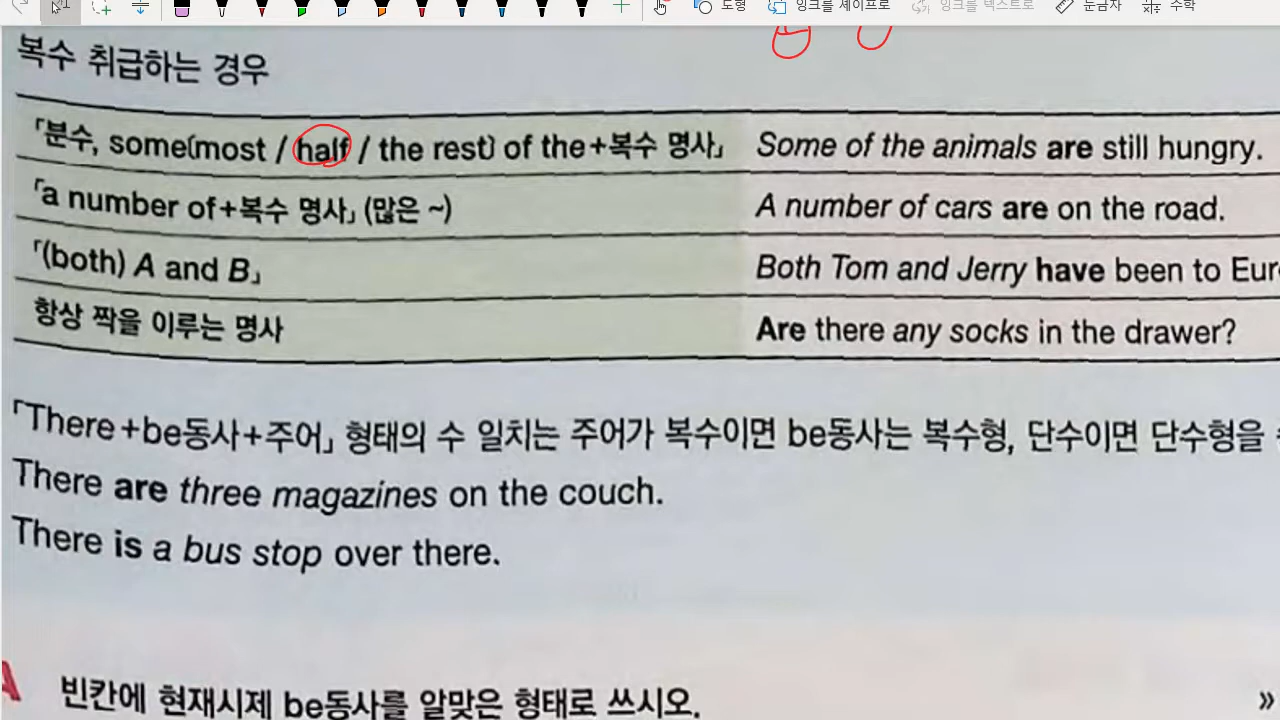 도형
잉크를 셰이프로
잉크를 텍스트로
눈금자
수학
복수 취급하는 경우
「분수, some〔most / half / the rest〕 of the+복수 명사」 Some of the animals are still hungry.
「a number of+복수 명사」 (많은 ~) A number of cars are on the road.
「(both) A and B」 Both Tom and Jerry have been to
항상 짝을 이루는 명사 Are there any socks in the drawer?
「There+be동사+주어」 형태의 수 일치는 주어가 복수이면 be동사는 복수형, 단수이면 단수형을
There are three magazines on the couch.
There is a bus stop over there.
A 빈칸에 현재시제 be동사를 알맞은 형태로 쓰시오. »